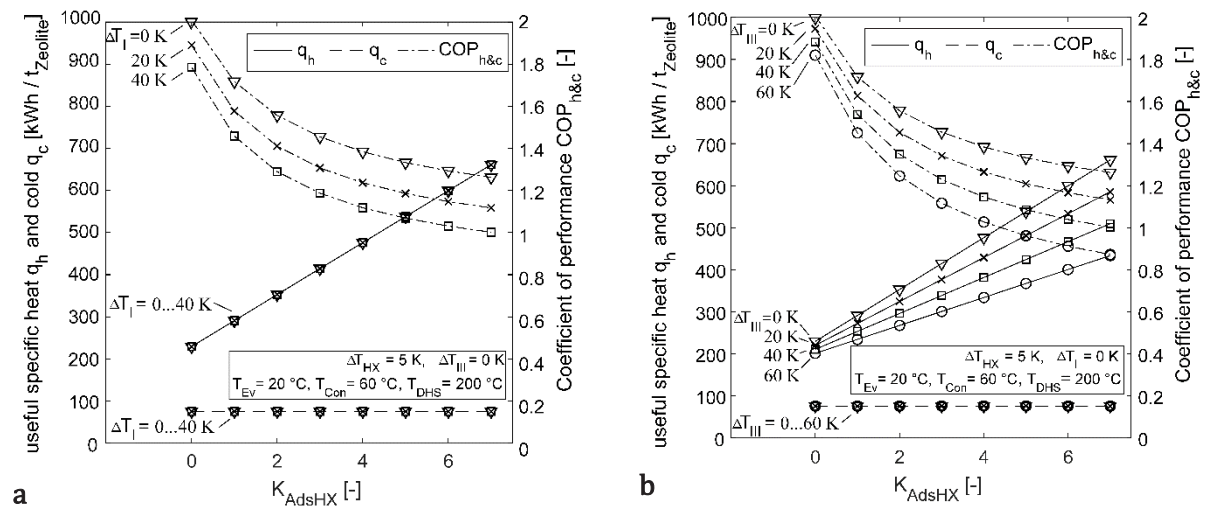 useful specific heat q_h and cold q_c [kWh / t_Zeolite]
1000
900
800
700
600
500
400
300
200
100
0
ΔT_I = 0 K
20 K
40 K
q_h q_c COP_h&c
ΔT_I = 0...40 K
ΔT_HX = 5 K, ΔT_III = 0 K
T_Ev = 20 °C, T_Con = 60 °C, T_DHS = 200 °C
ΔT_I = 0...40 K
0 2 4 6
K_AdsHX [-]
2
1.8
1.6
1.4
1.2
1
0.8
0.6
0.4
0.2
0
Coefficient of performance COP_h&c [-]
a
useful specific heat q_h and cold q_c [kWh / t_Zeolite]
1000
900
800
700
600
500
400
300
200
100
0
ΔT_III = 0 K
20 K
40 K
60 K
q_h q_c COP_h&c
ΔT_III = 0 K
20 K
40 K
60 K
ΔT_HX = 5 K, ΔT_I = 0 K
T_Ev = 20 °C, T_Con = 60 °C, T_DHS = 200 °C
ΔT_III = 0...60 K
0 2 4 6
K_AdsHX [-]
2
1.8
1.6
1.4
1.2
1
0.8
0.6
0.4
0.2
0
Coefficient of performance COP_h&c [-]
b